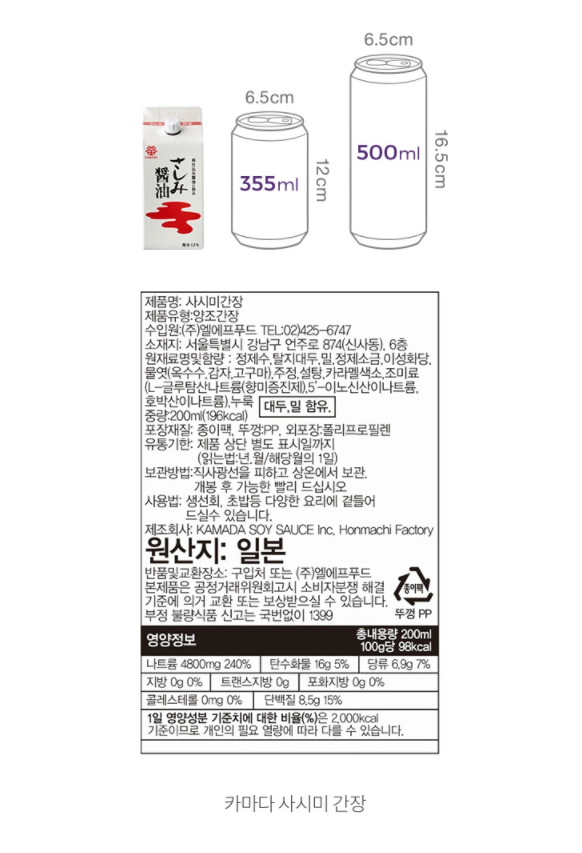 6.5cm
6.5cm
500ml
16.5cm
355ml
12cm
さしみ
醤油
塩分12%
제품명: 사시미간장
제품유형:양조간장
수입원:(주)엘에프푸드 TEL:02)425-6747
소재지: 서울특별시 강남구 언주로 874(신사동), 6층
원재료명및함량 : 정제수,탈지대두,밀,정제소금,이성화당,
물엿(옥수수,감자,고구마),주정,설탕,카라멜색소,조미료
(L-글루탐산나트륨(향미증진제),5'-이노신산이나트륨,
호박산이나트륨),누룩 대두,밀 함유.
중량:200ml(196kcal)
포장재질: 종이팩, 뚜껑:PP, 외포장:폴리프로필렌
유통기한: 제품 상단 별도 표시일까지
(읽는법:년.월/해당월의 1일)
보관방법:직사광선을 피하고 상온에서 보관.
개봉 후 가능한 빨리 드십시오
사용법: 생선회, 초밥등 다양한 요리에 곁들어
드실수 있습니다.
제조회사: KAMADA SOY SAUCE Inc. Honmachi Factory
원산지: 일본
반품및교환장소: 구입처 또는 (주)엘에프푸드
본제품은 공정거래위원회고시 소비자분쟁 해결
기준에 의거 교환 또는 보상받으실 수 있습니다.
부정 불량식품 신고는 국번없이 1399
종이팩
뚜껑 PP
영양정보
총내용량 200ml
100g당 98kcal
나트륨 4800mg 240% 탄수화물 16g 5% 당류 6.9g 7%
지방 0g 0% 트랜스지방 0g 포화지방 0g 0%
콜레스테롤 0mg 0% 단백질 8.5g 15%
1일 영양성분 기준치에 대한 비율(%)은 2,000kcal
기준이므로 개인의 필요 열량에 따라 다를 수 있습니다.
카마다 사시미 간장